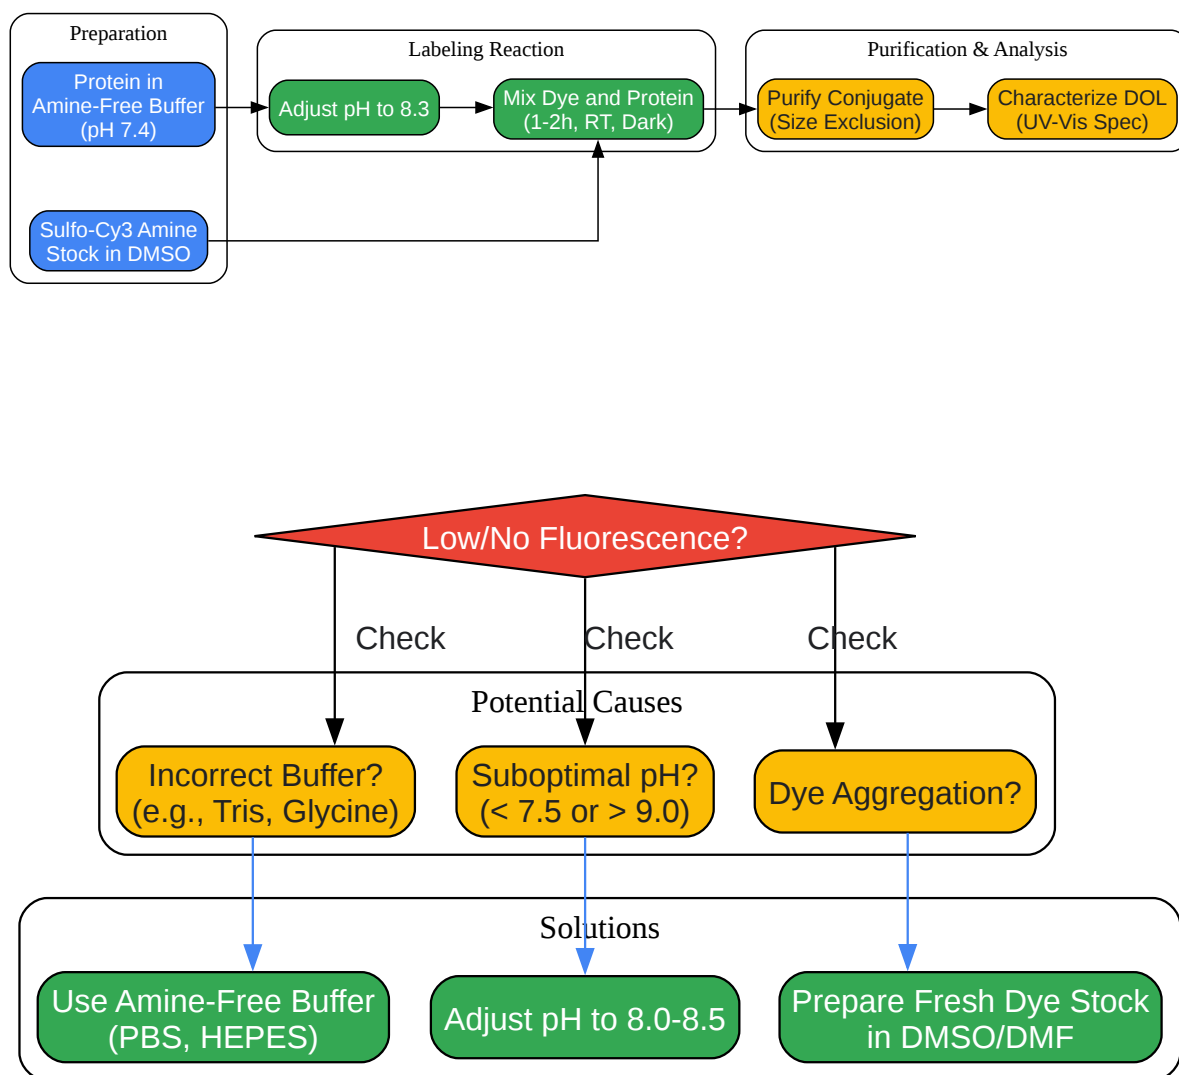 Preparation
Protein in
Amine-Free Buffer
(pH 7.4)
Sulfo-Cy3 Amine
Stock in DMSO
Labeling Reaction
Adjust pH to 8.3
Mix Dye and Protein
(1-2h, RT, Dark)
Purification & Analysis
Purify Conjugate
(Size Exclusion)
Characterize DOL
(UV-Vis Spec)
Low/No Fluorescence?
Check
Check
Check
Potential Causes
Incorrect Buffer?
(e.g., Tris, Glycine)
Suboptimal pH?
(< 7.5 or > 9.0)
Dye Aggregation?
Solutions
Use Amine-Free Buffer
(PBS, HEPES)
Adjust pH to 8.0-8.5
Prepare Fresh Dye Stock
in DMSO/DMF